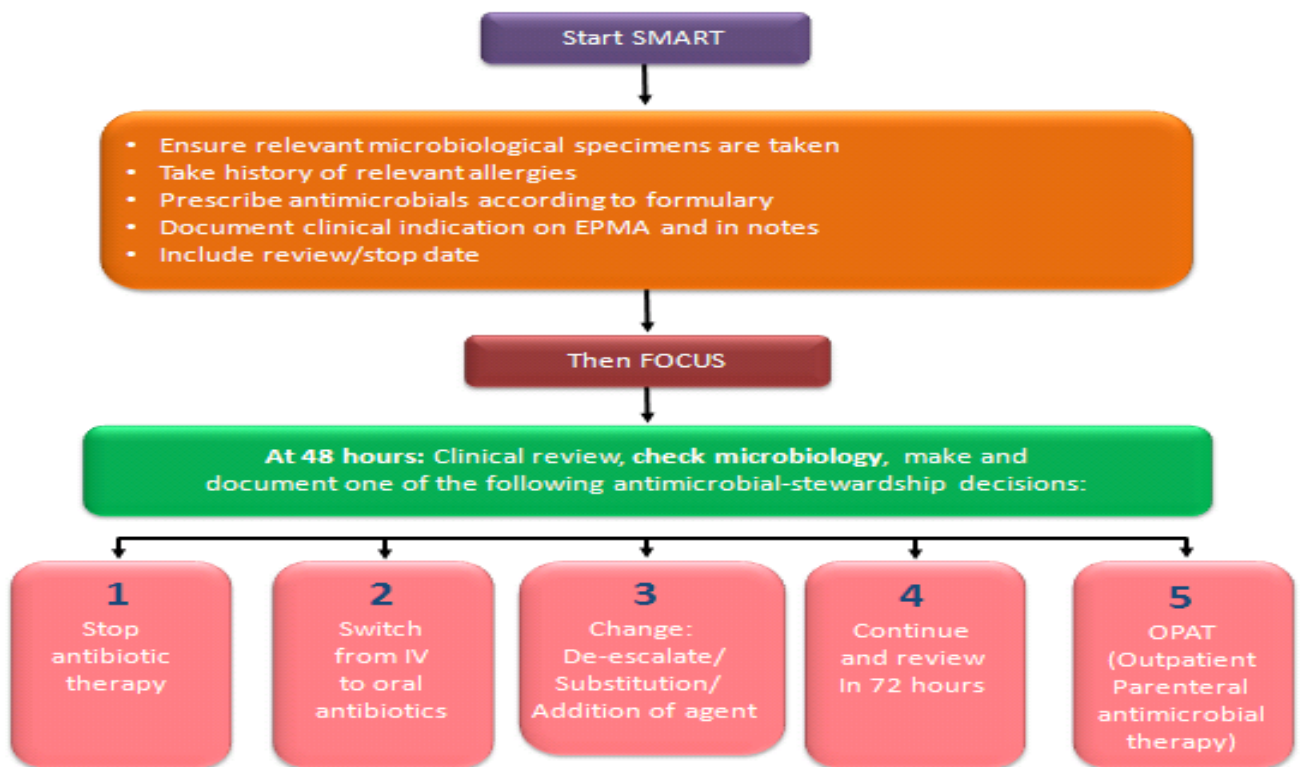 Start SMART
• Ensure relevant microbiological specimens are taken
• Take history of relevant allergies
• Prescribe antimicrobials according to formulary
• Document clinical indication on EPMA and in notes
• Include review/stop date
Then FOCUS
At 48 hours: Clinical review, check microbiology, make and
document one of the following antimicrobial-stewardship decisions:
1
Stop
antibiotic
therapy
2
Switch
from IV
to oral
antibiotics
3
Change:
De-escalate/
Substitution/
Addition of agent
4
Continue
and review
In 72 hours
5
OPAT
(Outpatient
Parenteral
antimicrobial
therapy)